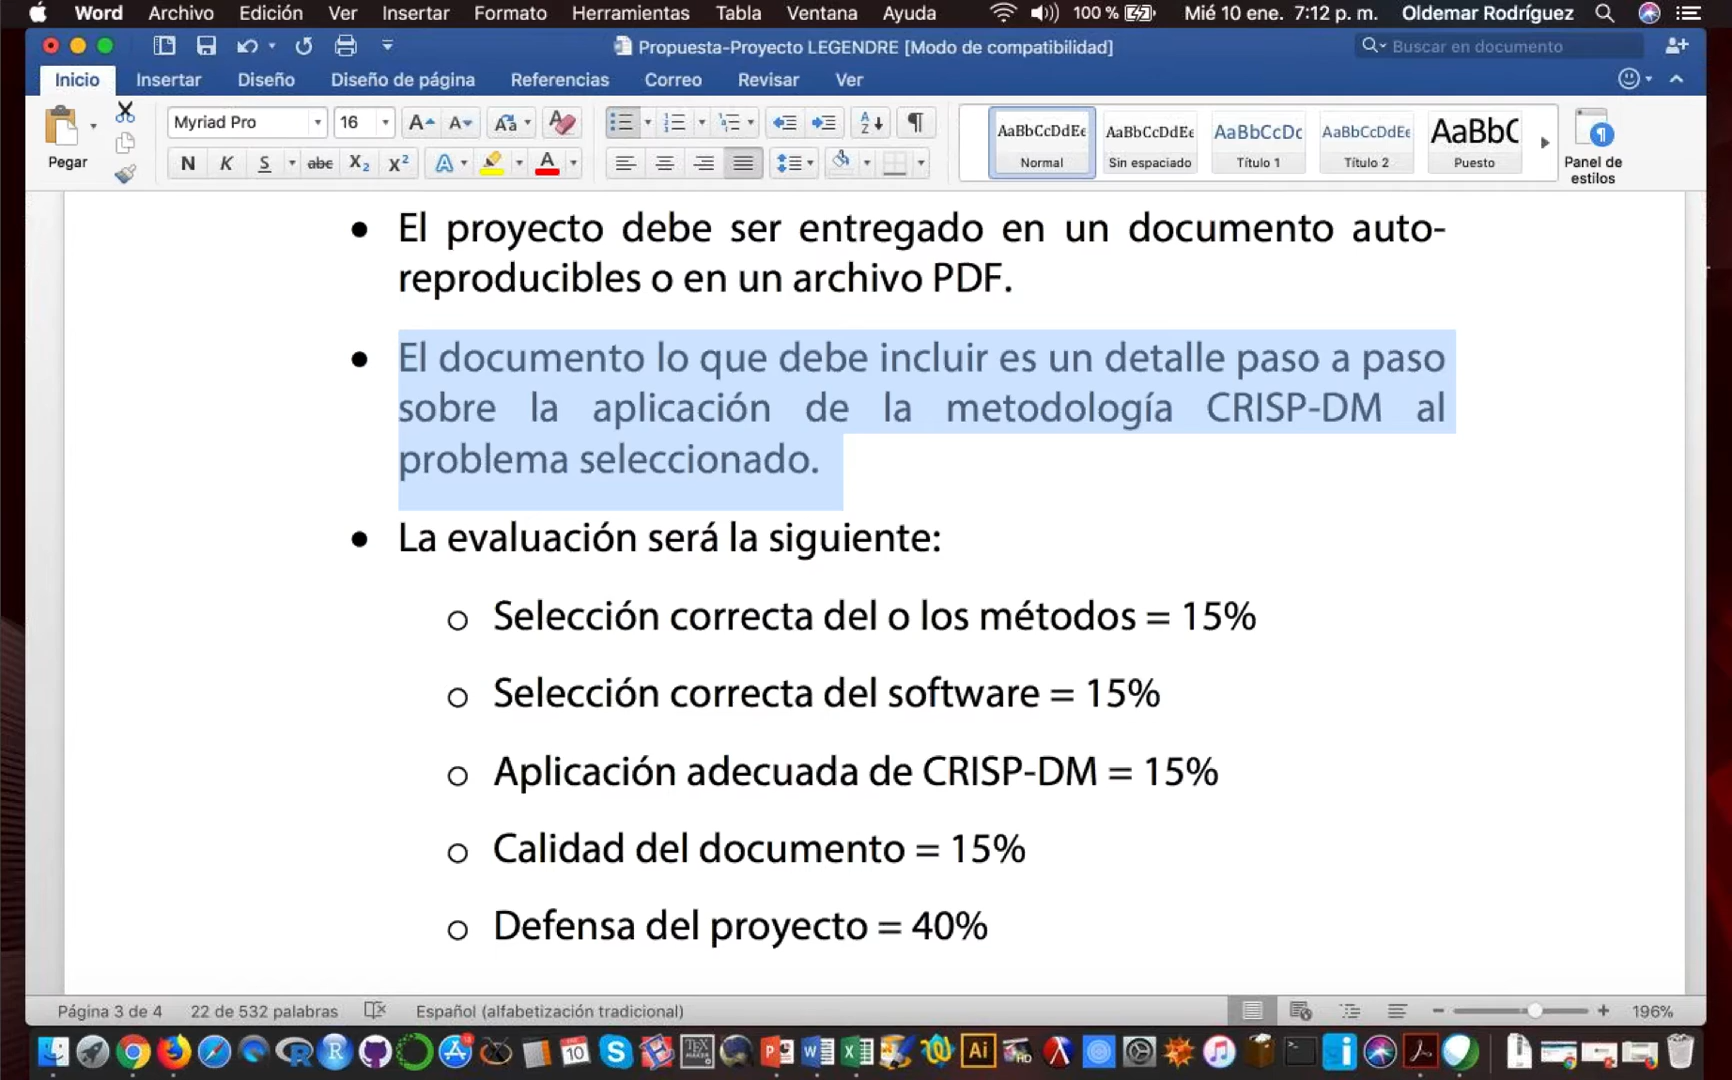 Word Archivo Edición Ver Insertar Formato Herramientas Tabla Ventana Ayuda 100 % Mié 10 ene. 7:12 p. m. Oldemar Rodríguez
Propuesta-Proyecto LEGENDRE [Modo de compatibilidad] Buscar en documento
Inicio Insertar Diseño Diseño de página Referencias Correo Revisar Ver
Myriad Pro 16
AaBbCcDdEe AaBbCcDdEe AaBbCcDc AaBbCcDdEe AaBbC
Pegar Normal Sin espaciado Título 1 Título 2 Puesto Panel de estilos
N K S abc X₂ X² A A
• El proyecto debe ser entregado en un documento auto-
reproducibles o en un archivo PDF.
• El documento lo que debe incluir es un detalle paso a paso
sobre la aplicación de la metodología CRISP-DM al
problema seleccionado.
• La evaluación será la siguiente:
o Selección correcta del o los métodos = 15%
o Selección correcta del software = 15%
o Aplicación adecuada de CRISP-DM = 15%
o Calidad del documento = 15%
o Defensa del proyecto = 40%
Página 3 de 4 22 de 532 palabras Español (alfabetización tradicional) 196%